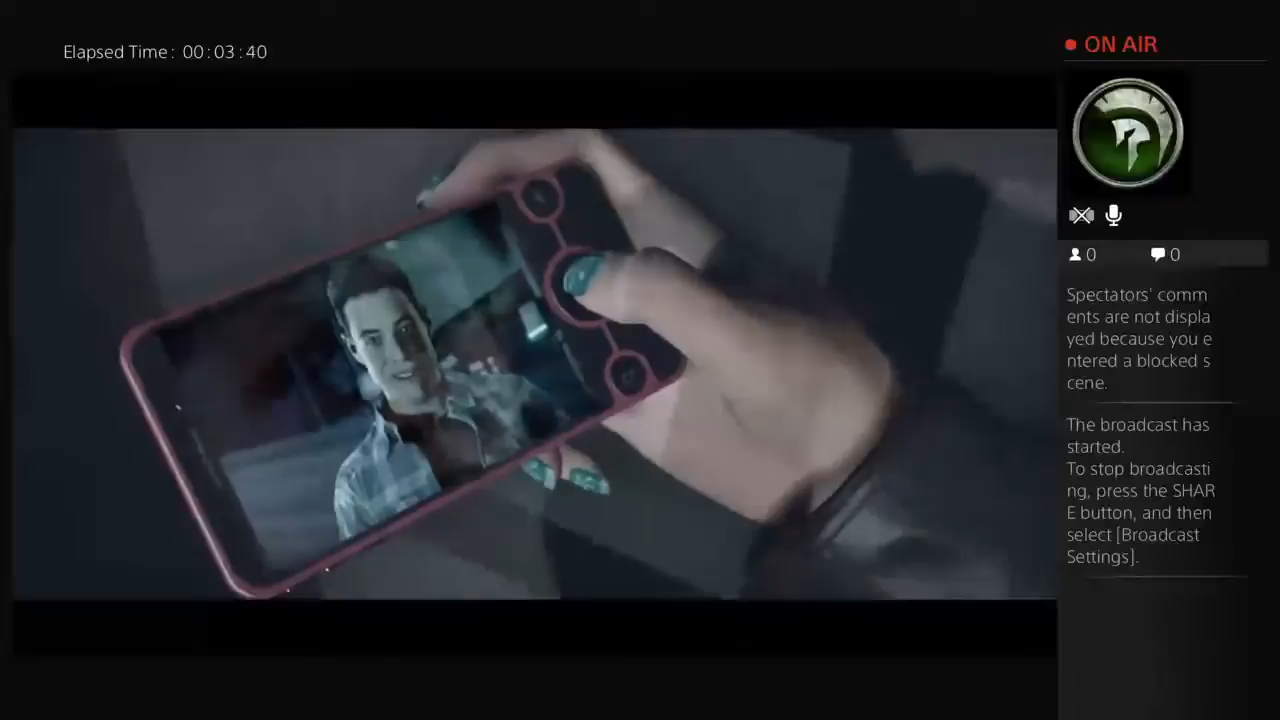 Elapsed Time: 00:03:40
ON AIR
0
0
Spectators' comm
ents are not displa
yed because you e
ntered a blocked s
cene.
The broadcast has
started.
To stop broadcasti
ng, press the SHAR
E button, and then
select [Broadcast
Settings].